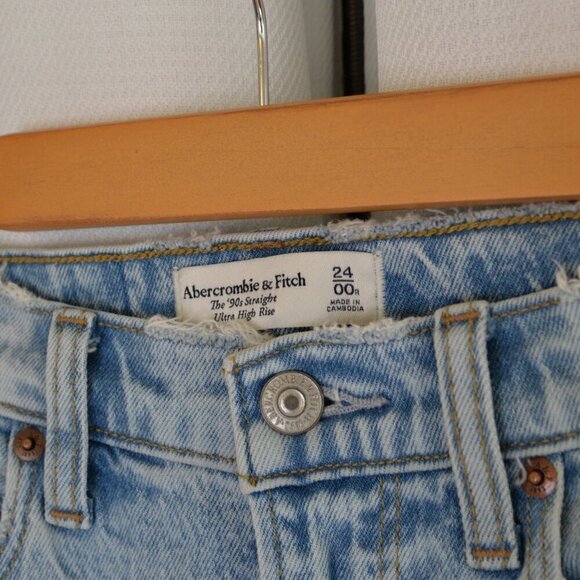 Abercrombie & Fitch
The '90s Straight
Ultra High Rise
24
00R
MADE IN
CAMBODIA